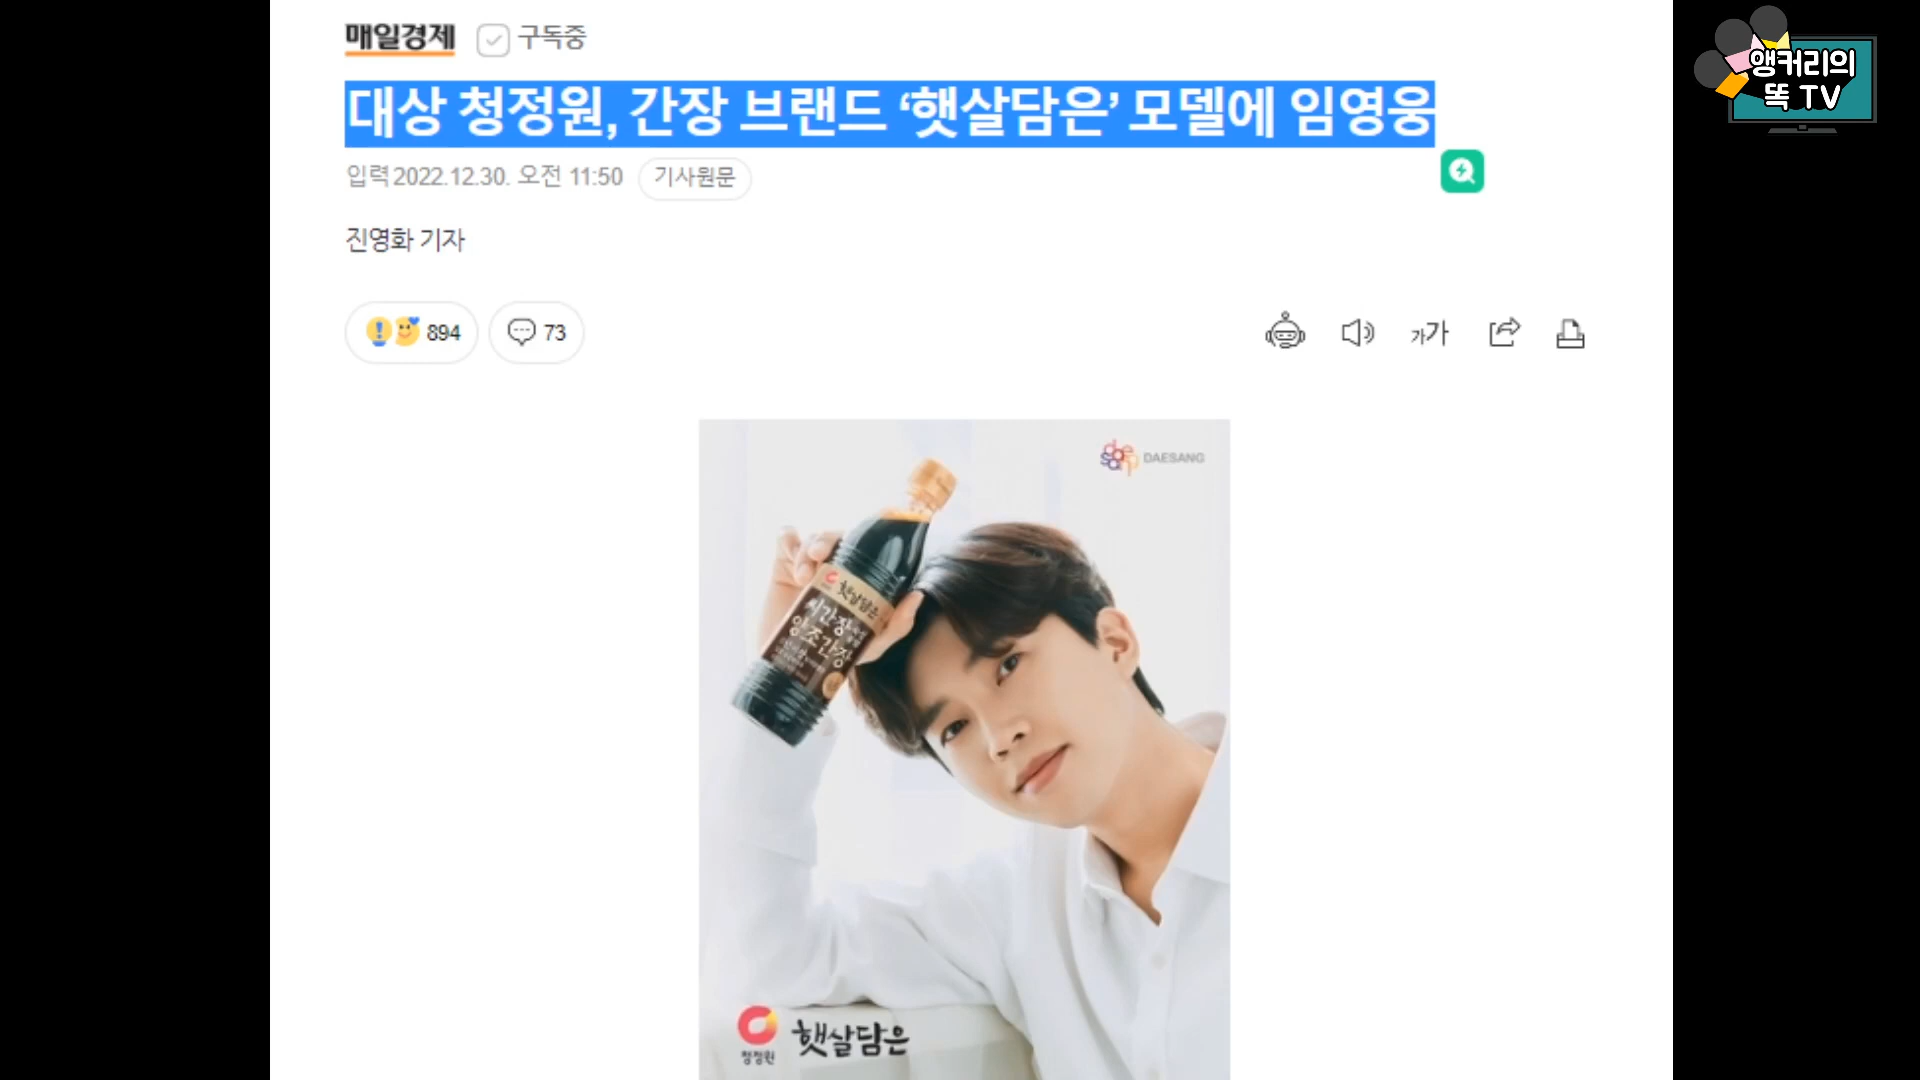 매일경제 구독중
앵커리의
똑 TV
대상 청정원, 간장 브랜드 ‘햇살담은’ 모델에 임영웅
입력 2022.12.30. 오전 11:50 기사원문
진영화 기자
894 73
가가
DAESANG
햇살담은
양조간장
청정원 햇살담은